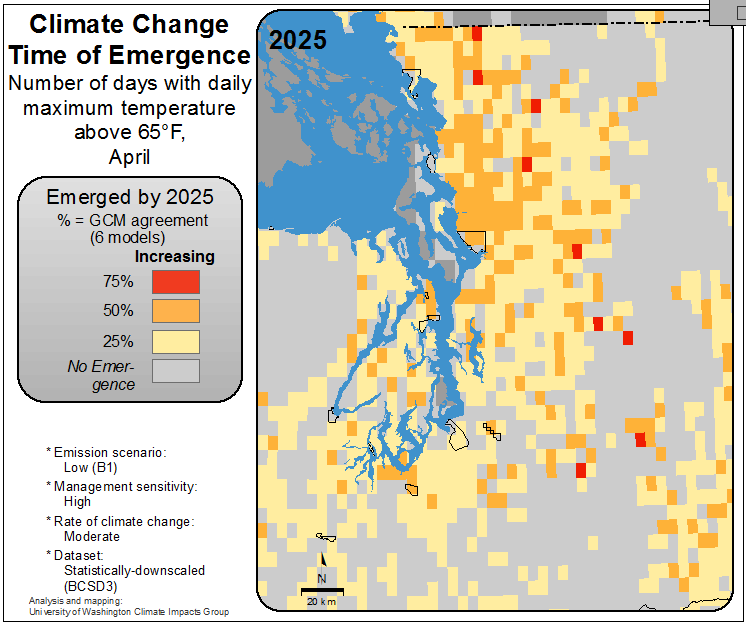 Climate Change
Time of Emergence
Number of days with daily
maximum temperature
above 65°F,
April
2025
Emerged by 2025
% = GCM agreement
(6 models)
Increasing
75%
50%
25%
No Emer-
gence
* Emission scenario:
Low (B1)
* Management sensitivity:
High
* Rate of climate change:
Moderate
* Dataset:
Statistically-downscaled
(BCSD3)
Analysis and mapping:
University of Washington Climate Impacts Group
N
20 km